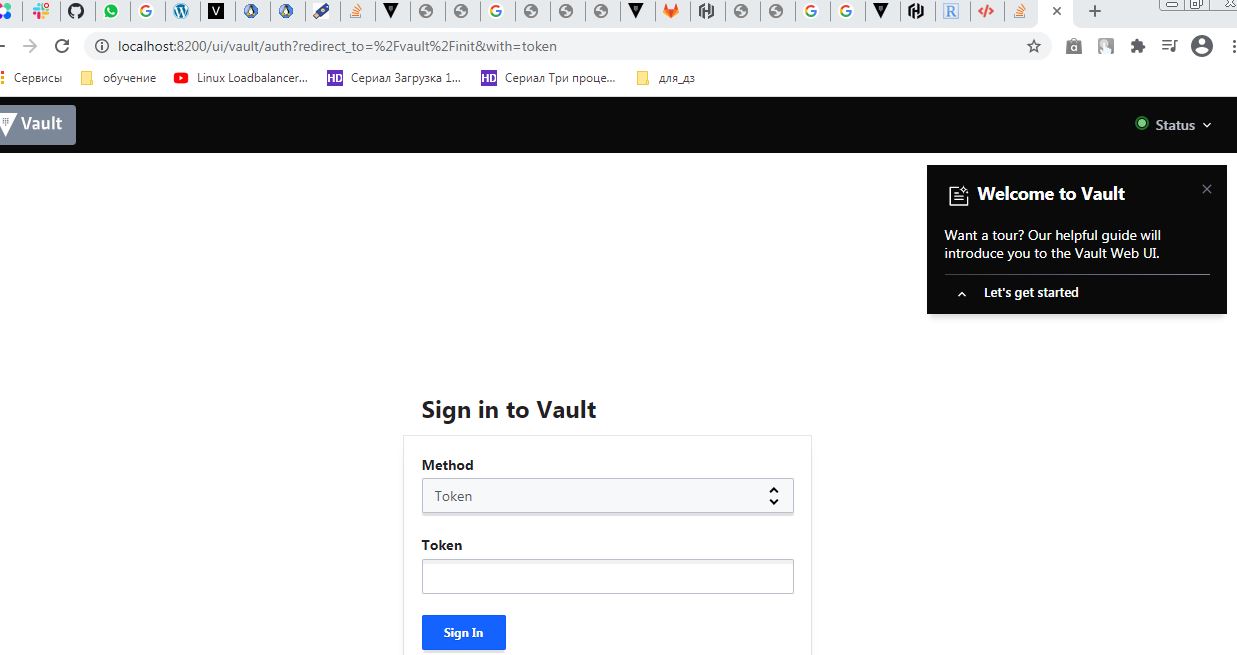 localhost:8200/ui/vault/auth?redirect_to=%2Fvault%2Finit&with=token
Сервисы обучение Linux Loadbalancer... HD Сериал Загрузка 1... HD Сериал Три проце... для_дз
Vault
Status
Welcome to Vault
Want a tour? Our helpful guide will
introduce you to the Vault Web UI.
Let's get started
Sign in to Vault
Method
Token
Token
Sign In